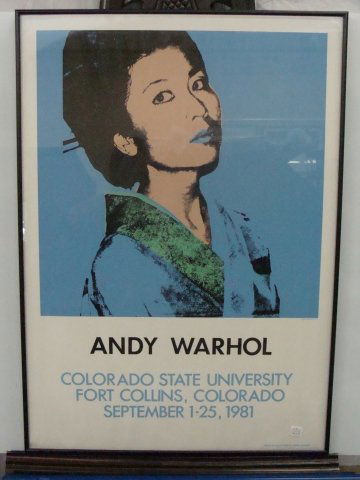 ANDY WARHOL
COLORADO STATE UNIVERSITY
FORT COLLINS, COLORADO
SEPTEMBER 1-25, 1981